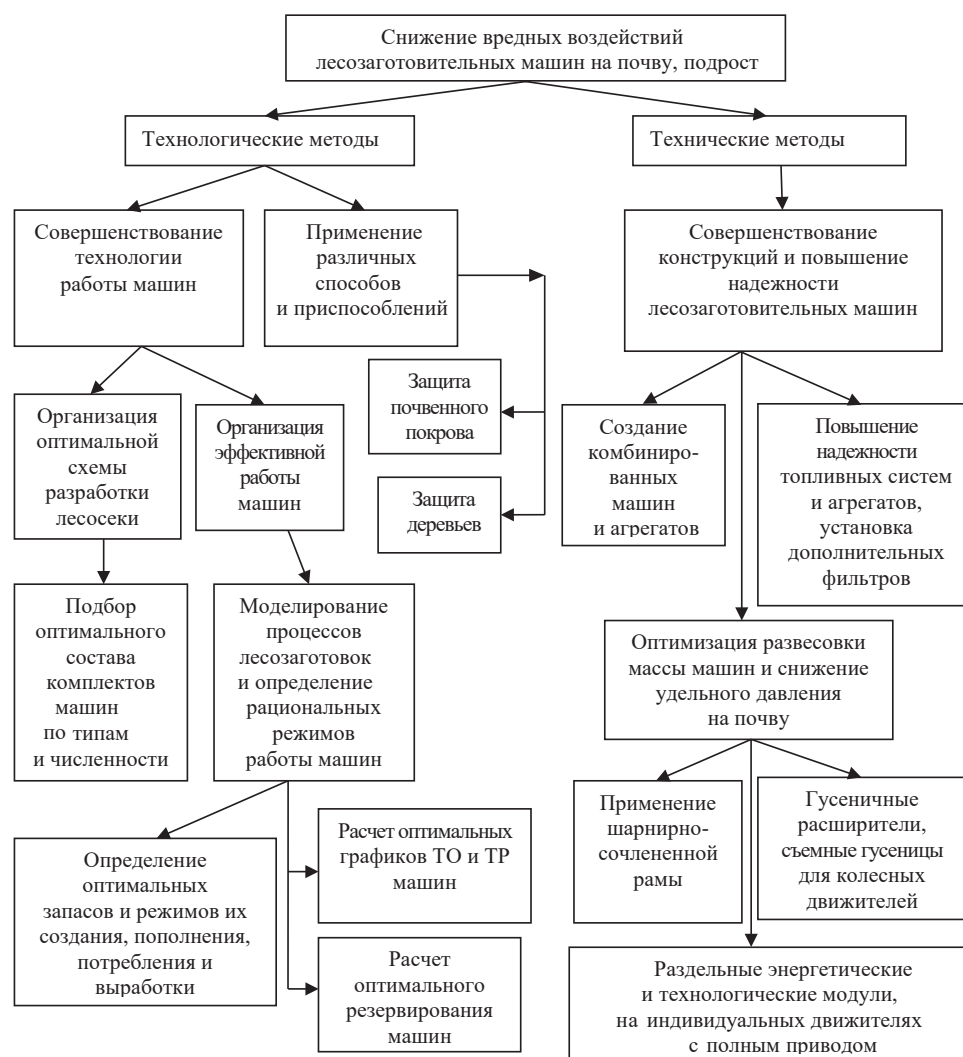 Снижение вредных воздействий
лесозаготовительных машин на почву, подрост
Технологические методы
Технические методы
Совершенствование
технологии
работы машин
Применение
различных
способов
и приспособлений
Совершенствование
конструкций и повышение
надежности
лесозаготовительных машин
Защита
почвенного
покрова
Защита
деревьев
Организация
оптимальной
схемы
разработки
лесосеки
Организация
эффективной
работы
машин
Создание
комбиниро-
ванных
машин
и агрегатов
Повышение
надежности
топливных систем
и агрегатов,
установка
дополнительных
фильтров
Подбор
оптимального
состава
комплектов
машин
по типам
и численности
Моделирование
процессов
лесозаготовок
и определение
рациональных
режимов
работы машин
Оптимизация развесовки
массы машин и снижение
удельного давления
на почву
Определение
оптимальных
запасов и режимов их
создания, пополнения,
потребления и
выработки
Расчет оптимальных
графиков ТО и ТР
машин
Расчет
оптимального
резервирования
машин
Применение
шарнирно-
сочлененной
рамы
Гусеничные
расширители,
съемные гусеницы
для колесных
движителей
Раздельные энергетические
и технологические модули,
на индивидуальных движителях
с полным приводом